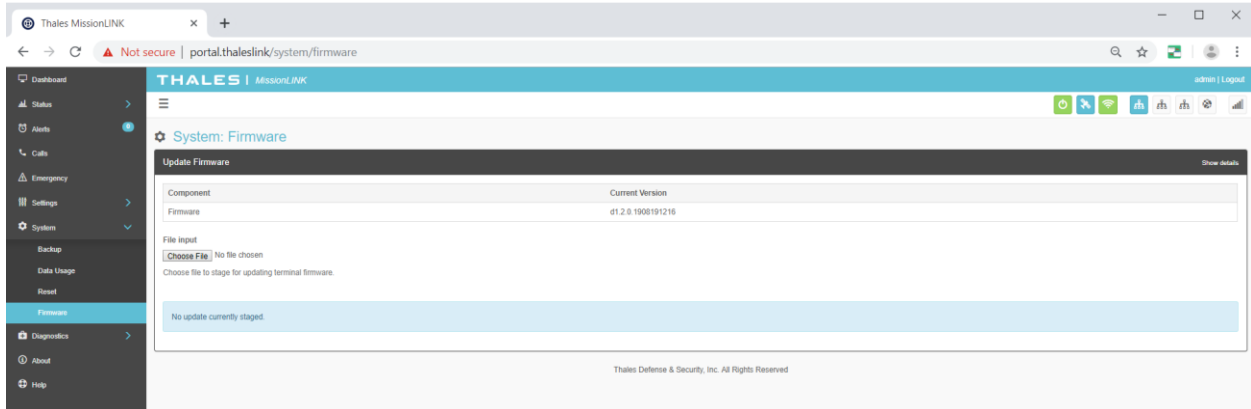 Thales MissionLINK
Not secure | portal.thaleslink/system/firmware
Dashboard
THALES | MissionLINK
admin | Logout
Status
Alerts 0
Calls
Emergency
Settings
System
Backup
Data Usage
Reset
Firmware
Diagnostics
About
Help
System: Firmware
Update Firmware
Show details
Component Current Version
Firmware d1.2.0.1908191216
File input
Choose File No file chosen
Choose file to stage for updating terminal firmware.
No update currently staged.
Thales Defense & Security, Inc. All Rights Reserved